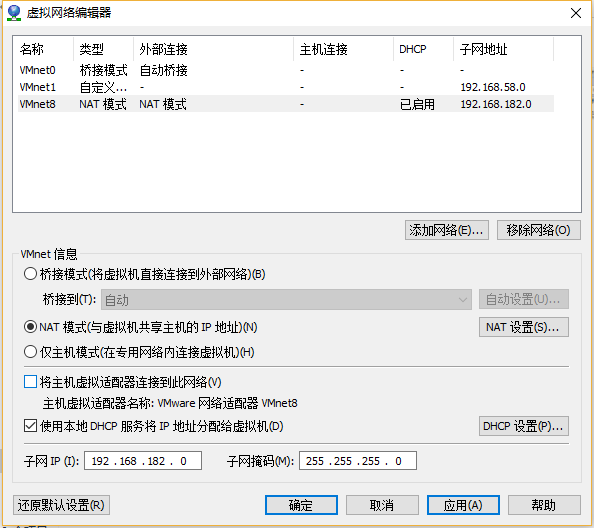 虚拟网络编辑器
名称 类型 外部连接 主机连接 DHCP 子网地址
VMnet0 桥接模式 自动桥接 - - -
VMnet1 自定义... - - - 192.168.58.0
VMnet8 NAT 模式 NAT 模式 - 已启用 192.168.182.0
添加网络(E)... 移除网络(O)
VMnet 信息
桥接模式(将虚拟机直接连接到外部网络)(B)
桥接到(T): 自动 自动设置(U)...
NAT 模式(与虚拟机共享主机的 IP 地址)(N) NAT 设置(S)...
仅主机模式(在专用网络内连接虚拟机)(H)
将主机虚拟适配器连接到此网络(V)
主机虚拟适配器名称: VMware 网络适配器 VMnet8
使用本地 DHCP 服务将 IP 地址分配给虚拟机(D) DHCP 设置(P)...
子网 IP (I): 192 . 168 . 182 . 0 子网掩码(M): 255 . 255 . 255 . 0
还原默认设置(R) 确定 取消 应用(A) 帮助